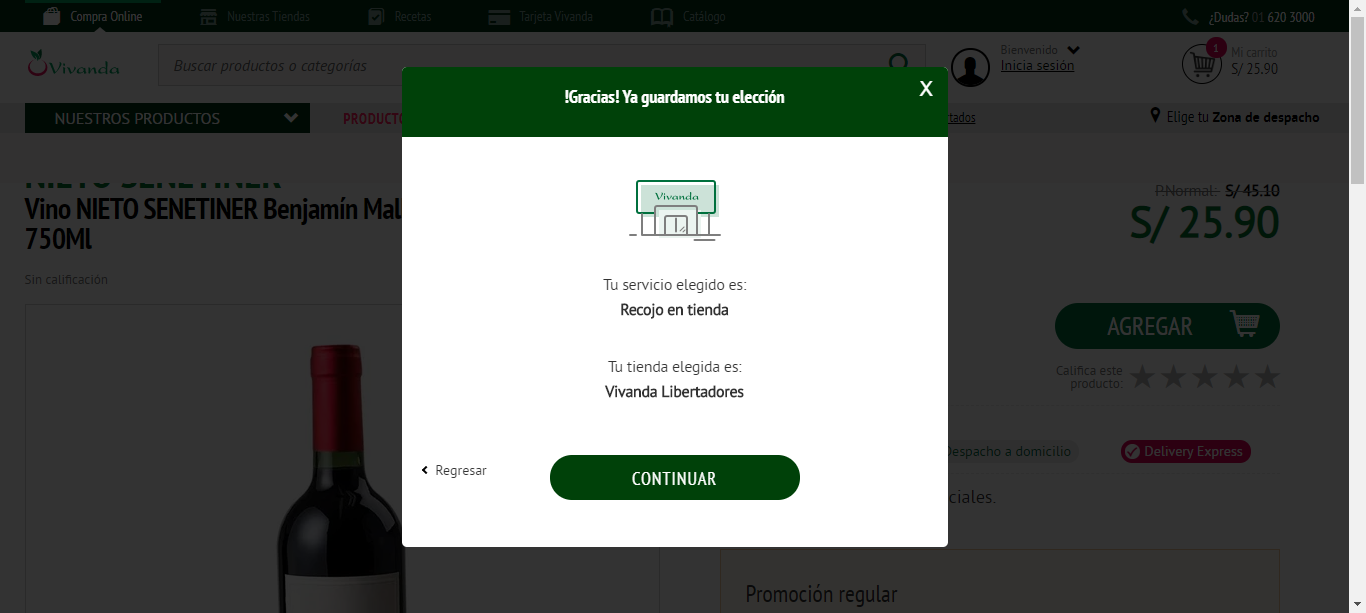 Compra Online
Nuestras Tiendas
Recetas
Tarjeta Vivanda
Catálogo
¿Dudas? 01 620 3000
Vivanda
Buscar productos o categorías
Bienvenido
Inicia sesión
1
Mi carrito
S/ 25.90
!Gracias! Ya guardamos tu elección
X
NUESTROS PRODUCTOS
PRODUCTO
tados
Elige tu Zona de despacho
NIETO SENETINER
Vino NIETO SENETINER Benjamín Mal
750Ml
Sin calificación
P.Normal: S/ 45.10
S/ 25.90
Vivanda
Tu servicio elegido es:
Recojo en tienda
Tu tienda elegida es:
Vivanda Libertadores
Regresar
CONTINUAR
AGREGAR
Califica este
producto:
Despacho a domicilio
Delivery Express
ciales.
Promoción regular